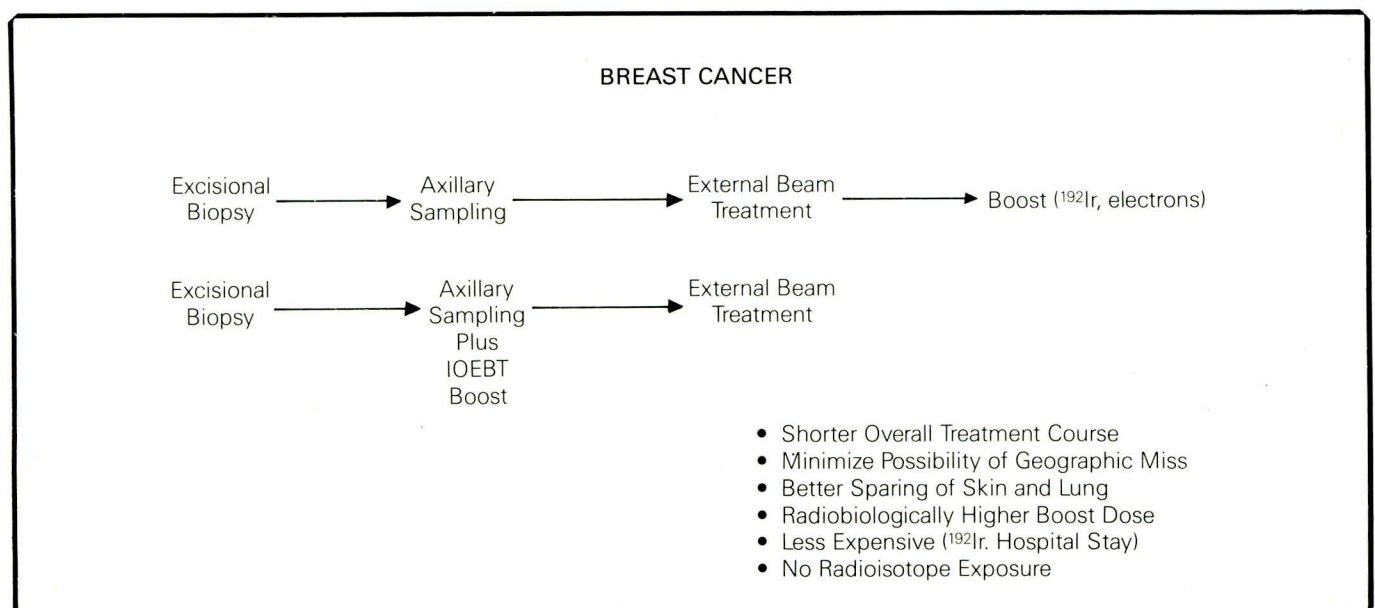 BREAST CANCER
Excisional
Biopsy
Axillary
Sampling
External Beam
Treatment
Boost (¹⁹²Ir, electrons)
Excisional
Biopsy
Axillary
Sampling
Plus
IOEBT
Boost
External Beam
Treatment
• Shorter Overall Treatment Course
• Minimize Possibility of Geographic Miss
• Better Sparing of Skin and Lung
• Radiobiologically Higher Boost Dose
• Less Expensive (¹⁹²Ir. Hospital Stay)
• No Radioisotope Exposure